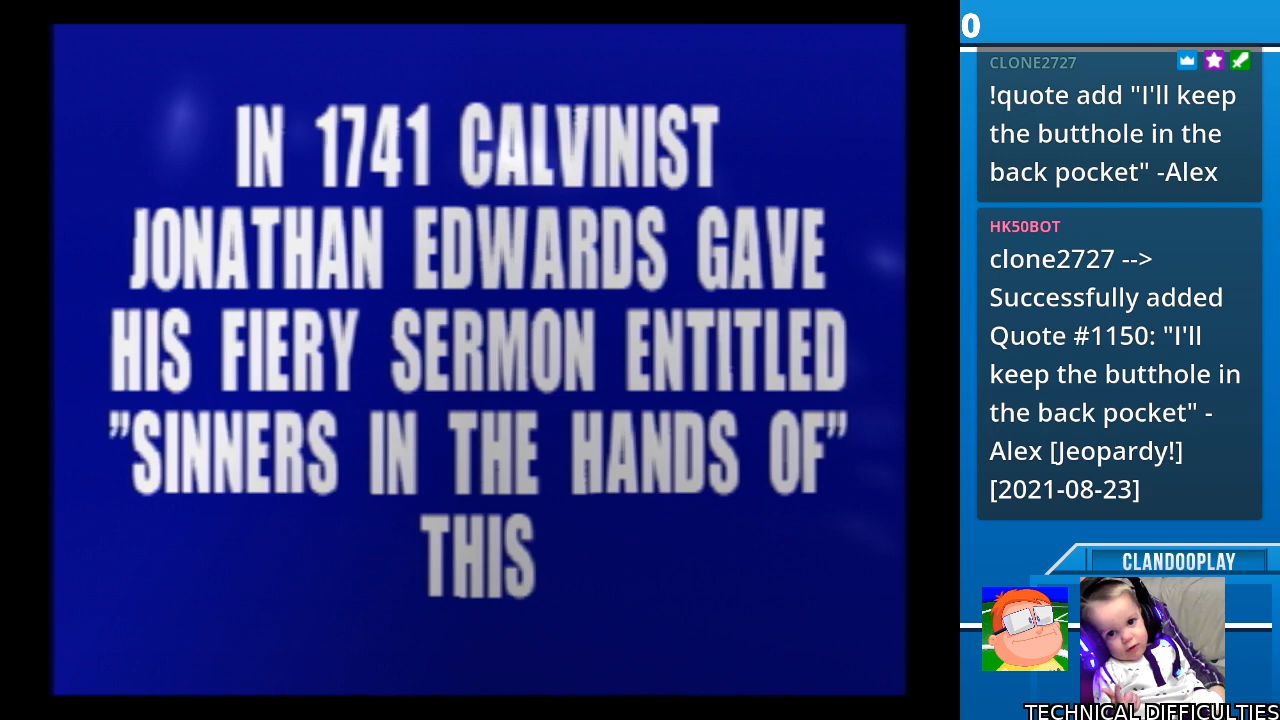 IN 1741 CALVINIST
JONATHAN EDWARDS GAVE
HIS FIERY SERMON ENTITLED
"SINNERS IN THE HANDS OF"
THIS
0
CLONE2727
!quote add "I'll keep
the butthole in the
back pocket" -Alex
HK50BOT
clone2727 -->
Successfully added
Quote #1150: "I'll
keep the butthole in
the back pocket" -
Alex [Jeopardy!]
[2021-08-23]
CLANDOOPLAY
TECHNICAL DIFFICULTIES